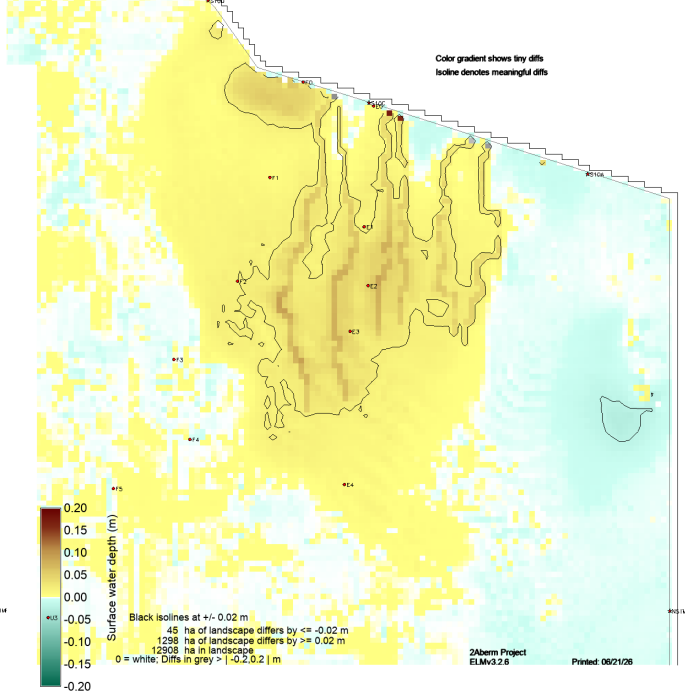 S10D
Color gradient shows tiny diffs
Isoline denotes meaningful diffs
F0
S10C
S10A
F1
E1
F2
E2
E3
F3
F4
E4
F5
0.20
0.15
0.10
0.05
0.00
-0.05
-0.10
-0.15
-0.20
Surface water depth (m)
U3
Black isolines at +/- 0.02 m
45 ha of landscape differs by <= -0.02 m
1298 ha of landscape differs by >= 0.02 m
12908 ha in landscape
0 = white; Diffs in grey > | -0.2,0.2 | m
2Aberm Project
ELMv3.2.6
Printed: 06/21/26